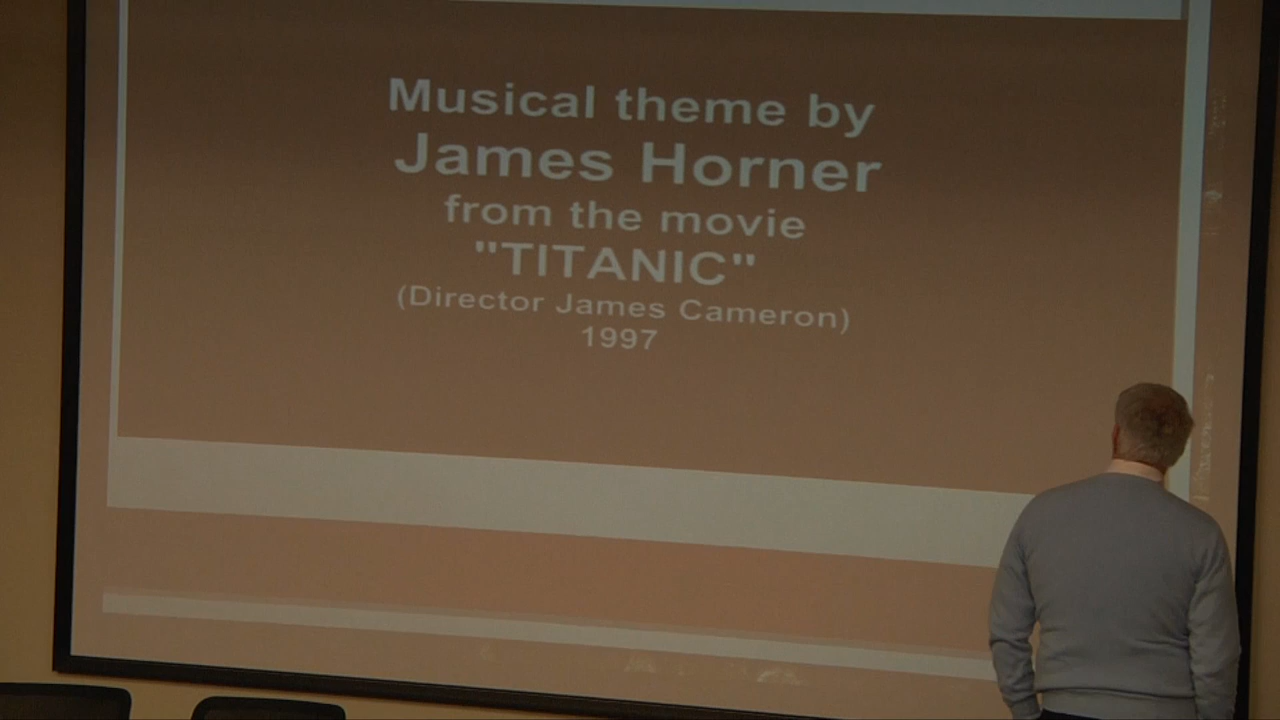 Musical theme by
James Horner
from the movie
"TITANIC"
(Director James Cameron)
1997